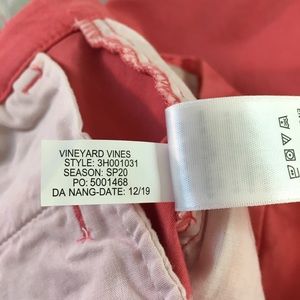 VINEYARD VINES
STYLE: 3H001031
SEASON: SP20
PO: 5001468
DA NANG-DATE: 12/19